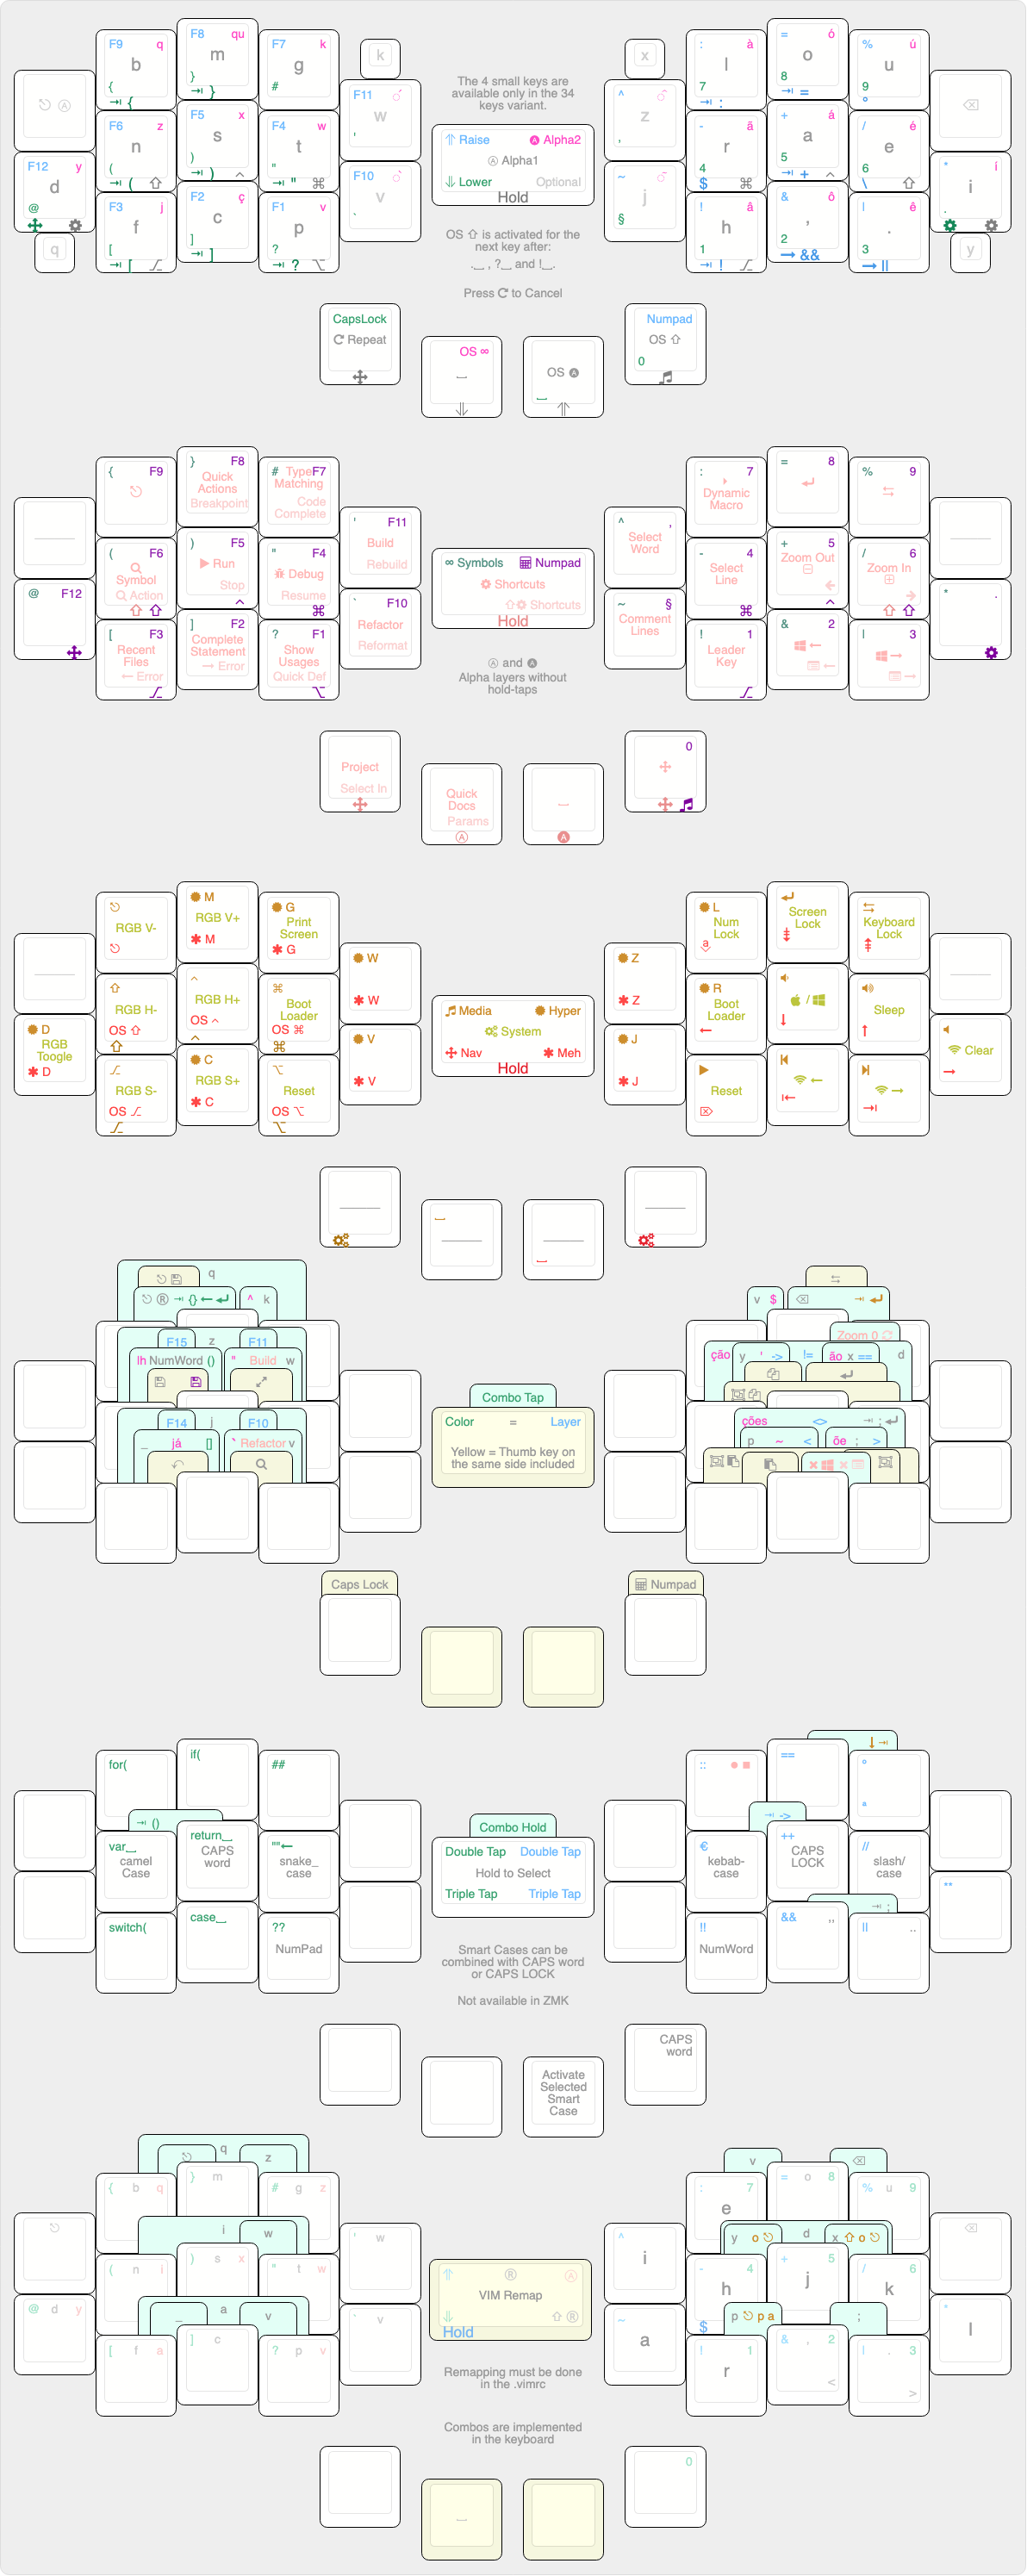 F9 q
b
{
⇥ {
F8 qu
m
}
⇥ }
F7 k
g
#
k
F11 ó
w
'
F6 z
n
(
⇥ ( ⇧
F5 x
s
)
⇥ ) ^
F4 w
t
"
⇥ " ⌘
F12 y
d
@
F10 ò
v
`
F3 j
f
[
⇥ [ ⌥
F2 ç
c
]
⇥ ]
F1 v
p
?
⇥ ? ⌥
q
The 4 small keys are
available only in the 34
keys variant.
⇑ Raise Ⓐ Alpha2
Ⓐ Alpha1
⇓ Lower Optional
Hold
OS ⇧ is activated for the
next key after:
.⎵ , ?⎵ and !⎵.
Press ↻ to Cancel
x
^
z
,
: à
l
7
⇥ :
= ó
o
8
⇥ =
% ú
u
9
°
- ã
r
4
$ ⌘
+ á
a
5
⇥ + ^
/ é
e
6
\ ⇧
* í
i
.
~
j
§
! â
h
1
⇥ ! ⌥
& ô
,
2
→ &&
| ê
.
3
→ ||
y
CapsLock
↻ Repeat
OS ∞
OS 🅐
Numpad
OS ⇧
0
{ F9
} F8
Quick
Actions
Breakpoint
# Type F7
Matching
Code
Complete
' F11
Build
Rebuild
( F6
Symbol
Action
) F5
Run
Stop
^
" F4
Debug
Resume
⌘
@ F12
` F10
Refactor
Reformat
[ F3
Recent
Files
← Error
] F2
Complete
Statement
→ Error
? F1
Show
Usages
Quick Def
∞ Symbols Numpad
Shortcuts
⇧ Shortcuts
Hold
Ⓐ and 🅐
Alpha layers without
hold-taps
^ ,
Select
Word
: 7
Dynamic
Macro
= 8
% 9
- 4
Select
Line
⌘
+ 5
Zoom Out
^
/ 6
Zoom In
* .
~ §
Comment
Lines
! 1
Leader
Key
& 2
| 3
Project
Select In
Quick
Docs
Params
Ⓐ
🅐
0
RGB V-
M
RGB V+
✱ M
G
Print
Screen
✱ G
W
✱ W
RGB H-
OS ⇧
^
RGB H+
OS ^
^
⌘
Boot
Loader
OS ⌘
⌘
D
RGB
Toogle
✱ D
V
✱ V
RGB S-
OS ⌥
C
RGB S+
✱ C
⌥
Reset
OS ⌥
⌥
Media Hyper
System
Nav ✱ Meh
Hold
Z
✱ Z
L
Num
Lock
a
Screen
Lock
Keyboard
Lock
R
Boot
Loader
←
/
↓
Sleep
↑
Clear
→
J
✱ J
Reset
←
→
q
Ⓡ ⇥ {} ←
^ k
F15 z F11
lh NumWord ()
" Build w
F14 j F10
_ já []
` Refactor v
Combo Tap
Color = Layer
Yellow = Thumb key on
the same side included
v $
Zoom 0
ção y ' -> != ão x == d
ções <> ⇥ ;
p ~ < õe ; >
Caps Lock
Numpad
for(
if(
##
⇥ ()
var⎵
camel
Case
return⎵
CAPS
word
""←
snake_
case
switch(
case⎵
??
NumPad
Combo Hold
Double Tap Double Tap
Hold to Select
Triple Tap Triple Tap
Smart Cases can be
combined with CAPS word
or CAPS LOCK
Not available in ZMK
::
==
º
ª
⇥ ->
€
kebab-
case
++
CAPS
LOCK
//
slash/
case
**
⇥ ;
!!
NumWord
&& ,,
|| ..
Activate
Selected
Smart
Case
CAPS
word
q
z
{ b q
} m
# g z
i
w
' w
( n i
) s x
" t w
@ d y
_ a v
` v
[ f a
] c
? p v
Ⓡ Ⓐ
VIM Remap
⇧ Ⓡ
Hold
Remapping must be done
in the .vimrc
Combos are implemented
in the keyboard
v
: 7
e
= o 8
% u 9
^
i
y o d x ⇧ o
- 4
h
$
+ 5
j
/ 6
k
*
l
p p a ;
~
a
! 1
r
& , 2
<
| . 3
>
0